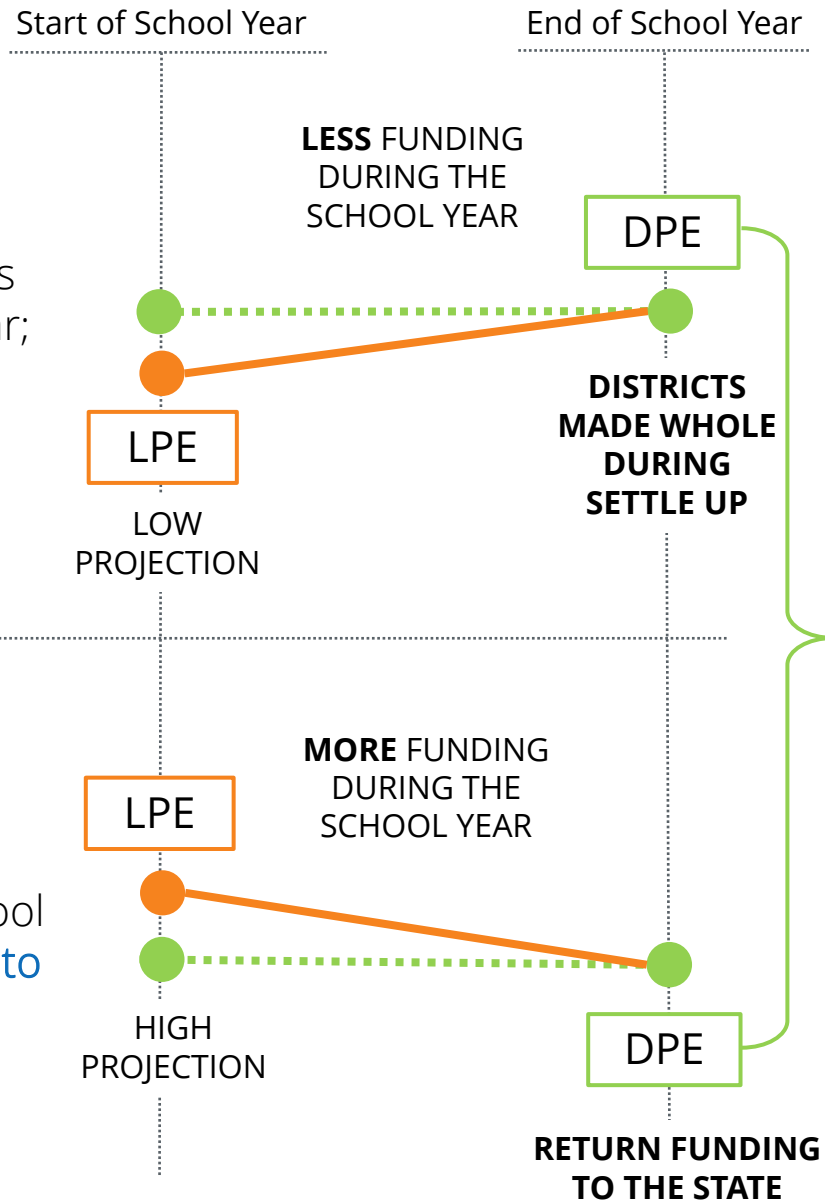 Start of School Year
End of School Year
LESS FUNDING
DURING THE
SCHOOL YEAR
DPE
LPE
LOW
PROJECTION
DISTRICTS
MADE WHOLE
DURING
SETTLE UP
MORE FUNDING
DURING THE
SCHOOL YEAR
LPE
to
HIGH
PROJECTION
DPE
RETURN FUNDING
TO THE STATE